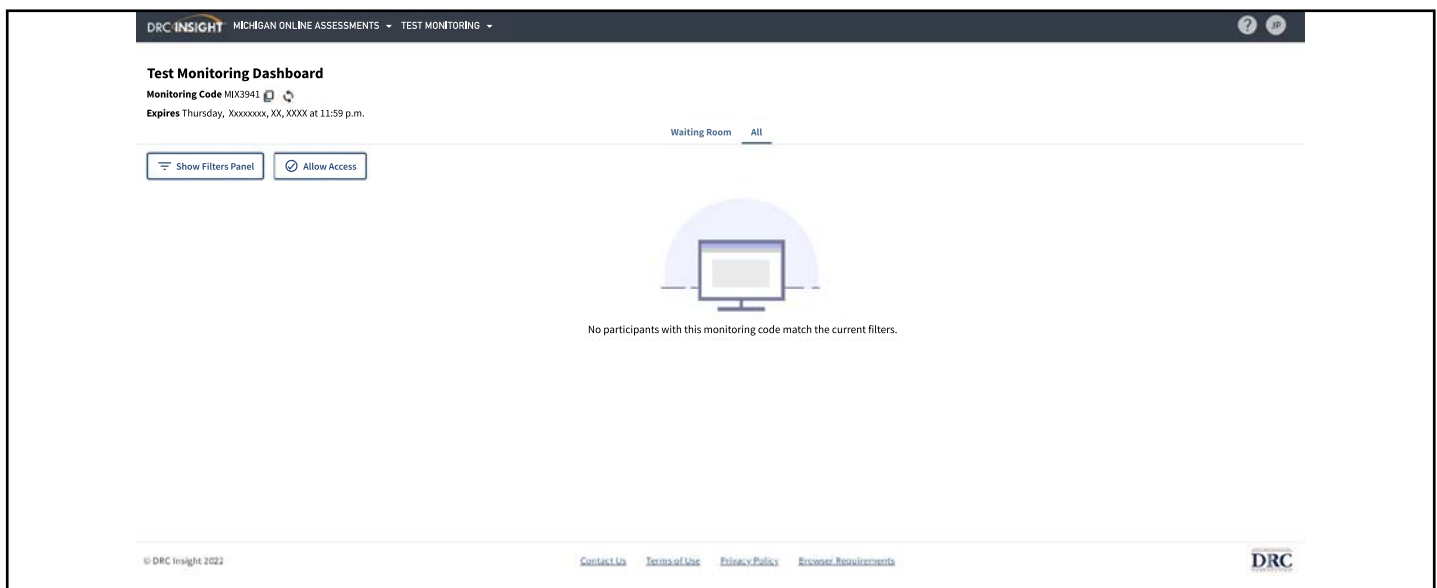 DRC INSIGHT MICHIGAN ONLINE ASSESSMENTS TEST MONITORING ? JP
Test Monitoring Dashboard
Monitoring Code MIX3941
Expires Thursday, Xxxxxxxx, XX, XXXX at 11:59 p.m.
Waiting Room All
Show Filters Panel Allow Access
No participants with this monitoring code match the current filters.
© DRC Insight 2022 Contact Us Terms of Use Privacy Policy Browser Requirements DRC